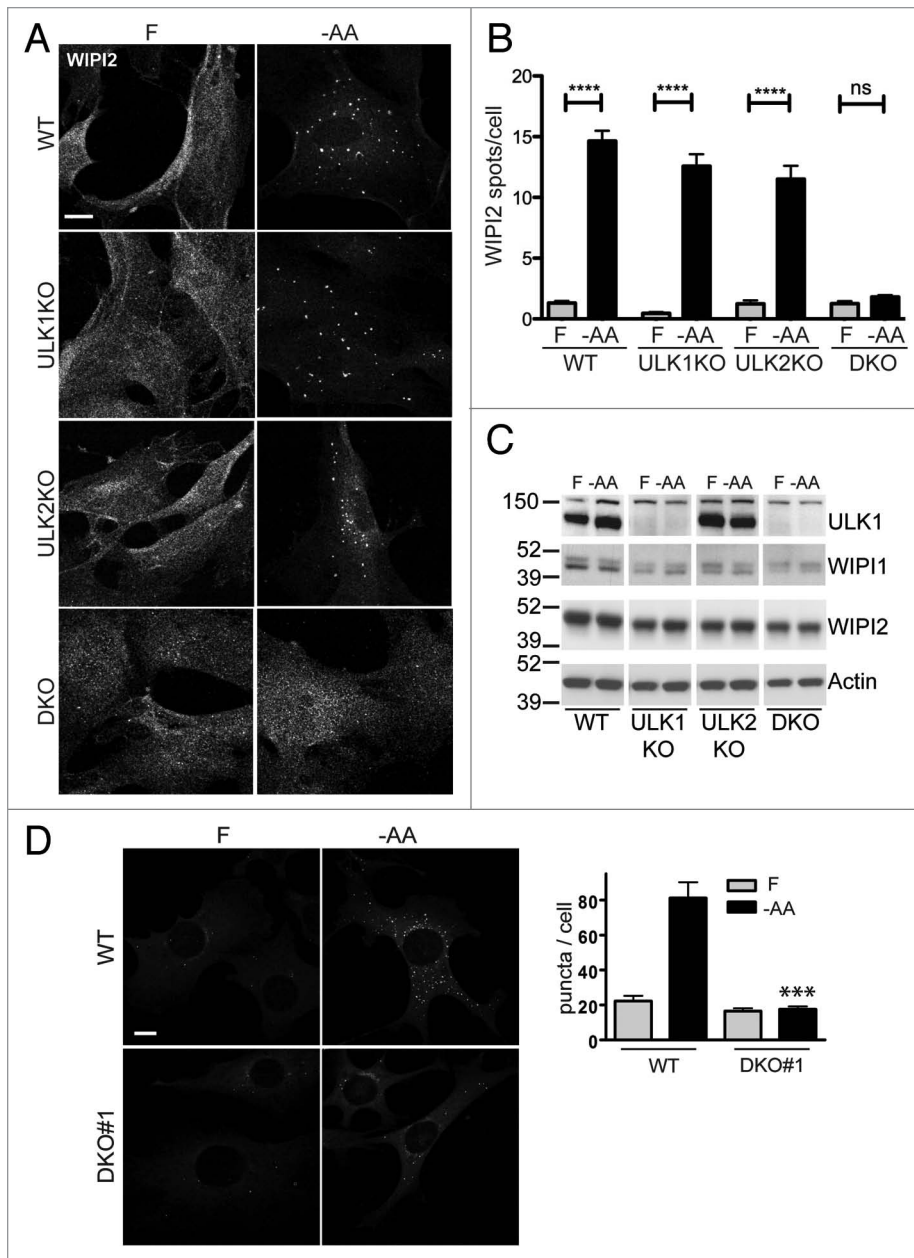 A
F -AA
WIPI2
WT
ULK1KO
ULK2KO
DKO
B
WIPI2 spots/cell
20
15
10
5
0
**** **** **** ns
F -AA F -AA F -AA F -AA
WT ULK1KO ULK2KO DKO
C
F -AA F -AA F -AA F -AA
150
ULK1
52
39
WIPI1
52
39
WIPI2
52
39
Actin
WT ULK1 ULK2 DKO
KO KO
D
F -AA
WT
DKO#1
puncta / cell
80
60
40
20
0
F
-AA
***
WT DKO#1